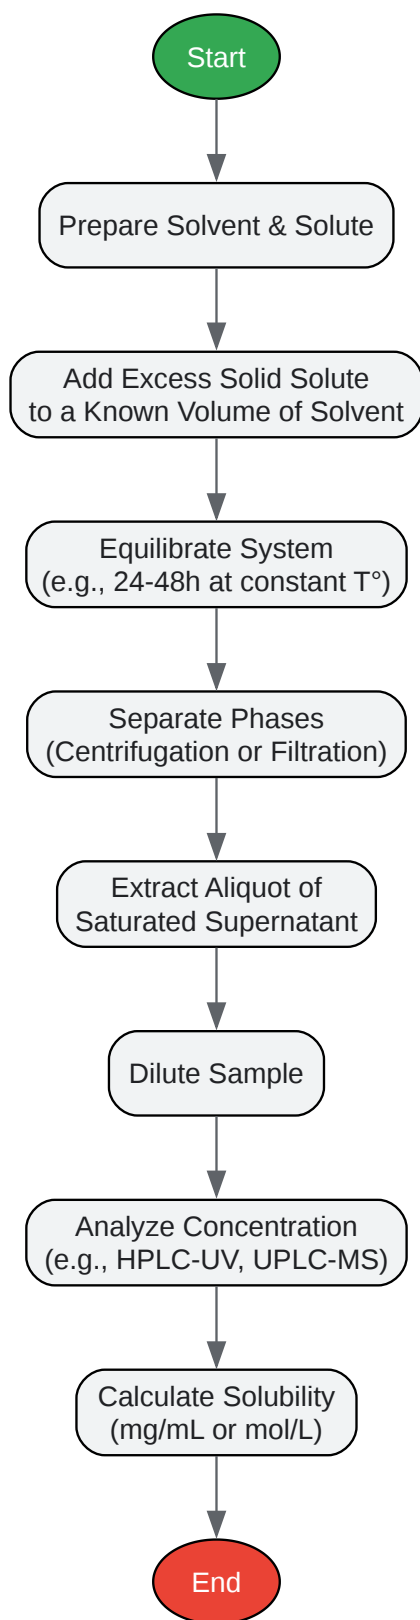 Start
Prepare Solvent & Solute
Add Excess Solid Solute
to a Known Volume of Solvent
Equilibrate System
(e.g., 24-48h at constant T°)
Separate Phases
(Centrifugation or Filtration)
Extract Aliquot of
Saturated Supernatant
Dilute Sample
Analyze Concentration
(e.g., HPLC-UV, UPLC-MS)
Calculate Solubility
(mg/mL or mol/L)
End